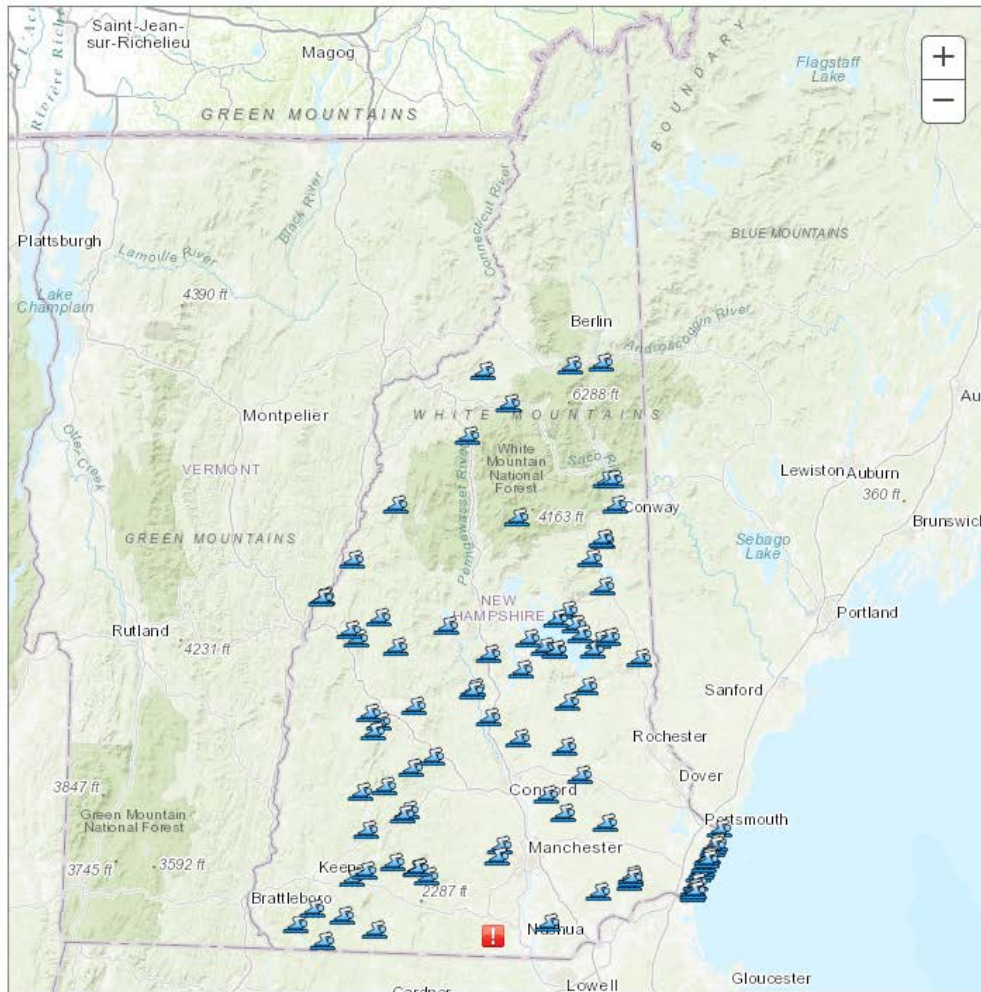 Saint-Jean-
sur-Richelieu
Magog
Rivière Riche
GREEN MOUNTAINS
BOUNDARY
Flagstaff
Lake
+
−
Plattsburgh
Lamoille River
Black River
Connecticut River
BLUE MOUNTAINS
Lake
Champlain
4390 ft
Berlin
Androscoggin River
6288 ft
Montpelier
WHITE MOUNTAINS
Otter Creek
VERMONT
White
Mountain
National
Forest
Saco R
Lewiston
Auburn
360 ft
Pemigewasset River
4163 ft
Conway
Brunswick
GREEN MOUNTAINS
Sebago
Lake
NEW
HAMPSHIRE
Portland
Rutland
4231 ft
Sanford
Rochester
Dover
3847 ft
Concord
Green Mountain
National Forest
Portsmouth
3745 ft
3592 ft
Manchester
Keene
2287 ft
Brattleboro
!
Nashua
Lowell
Gloucester